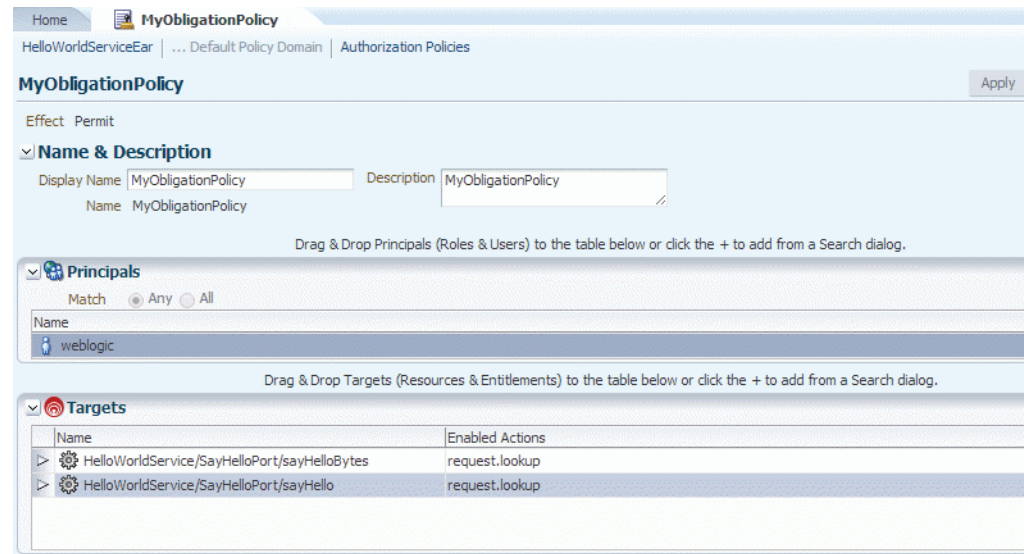 Home MyObligationPolicy
HelloWorldServiceEar | ... Default Policy Domain | Authorization Policies
MyObligationPolicy Apply
Effect Permit
Name & Description
Display Name MyObligationPolicy Description MyObligationPolicy
Name MyObligationPolicy
Drag & Drop Principals (Roles & Users) to the table below or click the + to add from a Search dialog.
Principals
Match Any All
Name
weblogic
Drag & Drop Targets (Resources & Entitlements) to the table below or click the + to add from a Search dialog.
Targets
Name Enabled Actions
HelloWorldService/SayHelloPort/sayHelloBytes request.lookup
HelloWorldService/SayHelloPort/sayHello request.lookup